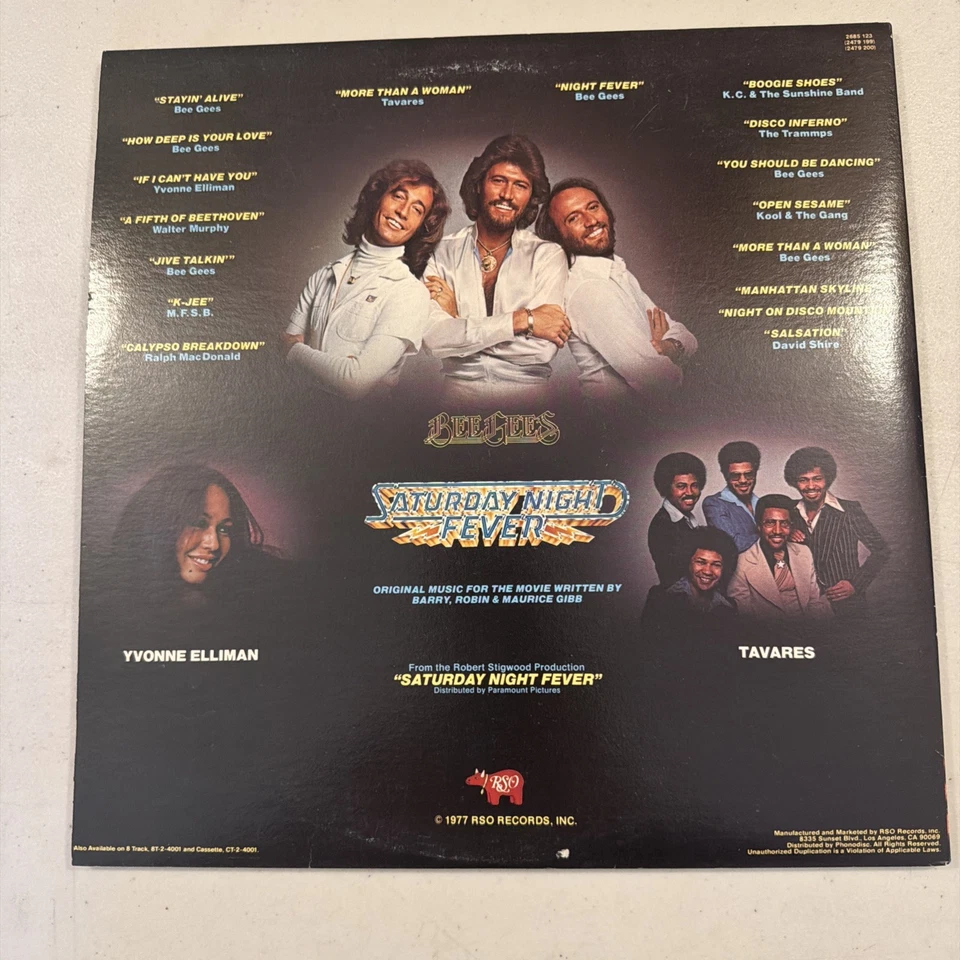 2685 123
(2479 199)
(2479 200)
"STAYIN' ALIVE"
Bee Gees
"HOW DEEP IS YOUR LOVE"
Bee Gees
"IF I CAN'T HAVE YOU"
Yvonne Elliman
"A FIFTH OF BEETHOVEN"
Walter Murphy
"JIVE TALKIN'"
Bee Gees
"K-JEE"
M.F.S.B.
"CALYPSO BREAKDOWN"
Ralph MacDonald
"MORE THAN A WOMAN"
Tavares
"NIGHT FEVER"
Bee Gees
"BOOGIE SHOES"
K.C. & The Sunshine Band
"DISCO INFERNO"
The Trammps
"YOU SHOULD BE DANCING"
Bee Gees
"OPEN SESAME"
Kool & The Gang
"MORE THAN A WOMAN"
Bee Gees
"MANHATTAN SKYLINE"
"NIGHT ON DISCO
"SALSATION"
David Shire
BEE GEES
SATURDAY NIGHT
FEVER
ORIGINAL MUSIC FOR THE MOVIE WRITTEN BY
BARRY, ROBIN & MAURICE GIBB
YVONNE ELLIMAN
TAVARES
From the Robert Stigwood Production
"SATURDAY NIGHT FEVER"
Distributed by Paramount Pictures
RSO
© 1977 RSO RECORDS, INC.
Also Available on 8 Track, 8T-2-4001 and Cassette, CT-2-4001.
Manufactured and Marketed by RSO Records, Inc.
8335 Sunset Blvd., Los Angeles, CA 90069
Distributed by Phonodisc. All Rights Reserved.
Unauthorized Duplication is a Violation of Applicable Laws.